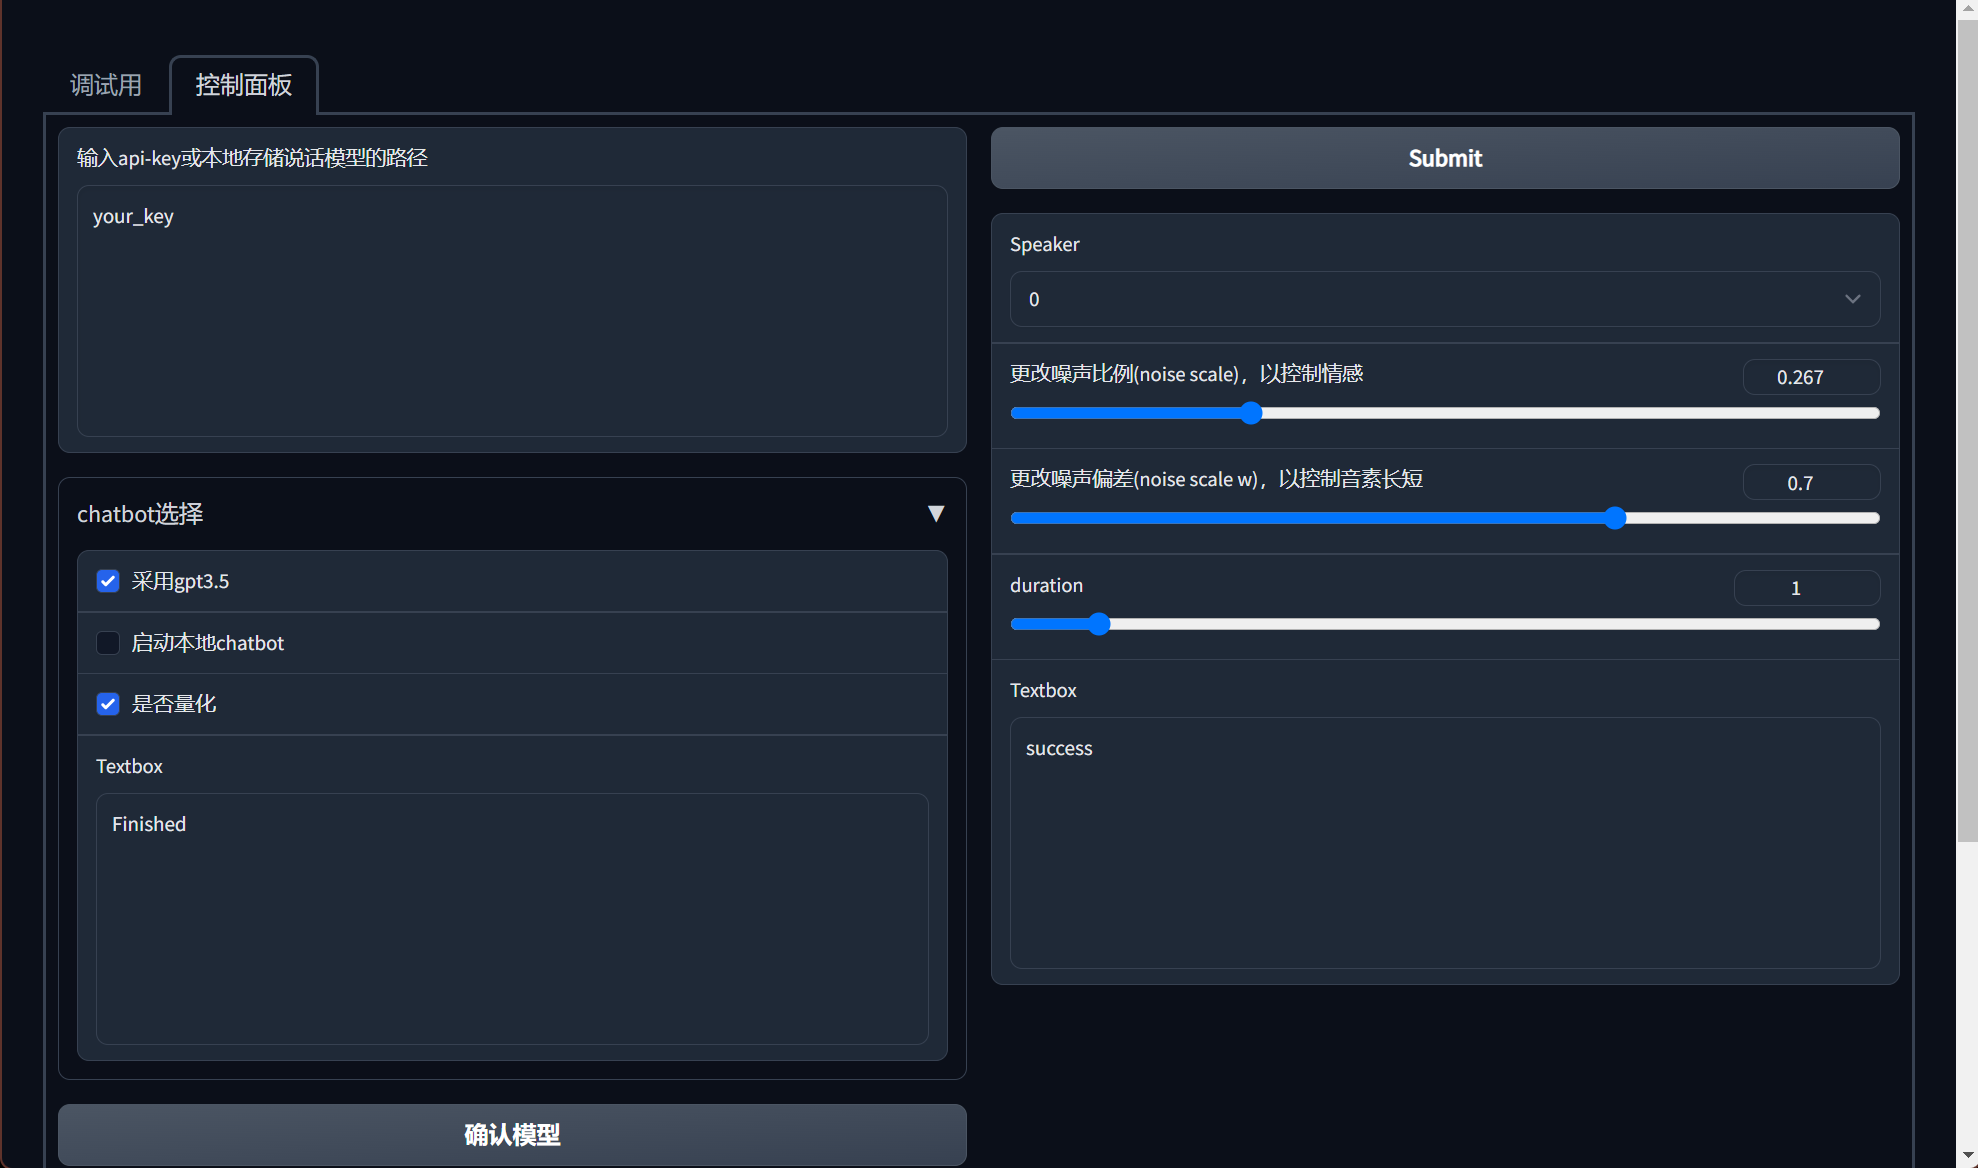 调试用
控制面板
输入api-key或本地存储说话模型的路径
your_key
chatbot选择
采用gpt3.5
启动本地chatbot
是否量化
Textbox
Finished
确认模型
Submit
Speaker
0
更改噪声比例(noise scale)，以控制情感
0.267
更改噪声偏差(noise scale w)，以控制音素长短
0.7
duration
1
Textbox
success